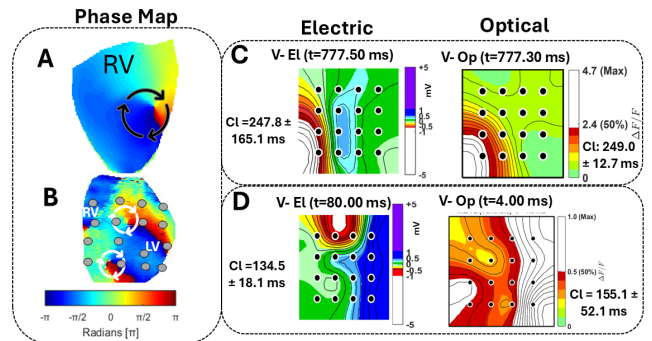 Phase Map
Electric
Optical
A
RV
B
RV
LV
-π -π/2 0 π/2 π
Radians [π]
C
V- El (t=777.50 ms)
Cl =247.8 ±
165.1 ms
+5
mV
1
0.5
0
-0.5
-1
-5
V- Op (t=777.30 ms)
4.7 (Max)
2.4 (50%)
ΔF/F
Cl: 249.0
± 12.7 ms
0
D
V- El (t=80.00 ms)
Cl =134.5
± 18.1 ms
+5
mV
1
0.5
0
-0.5
-1
-5
V- Op (t=4.00 ms)
1.0 (Max)
0.5 (50%)
ΔF/F
Cl = 155.1 ±
52.1 ms
0